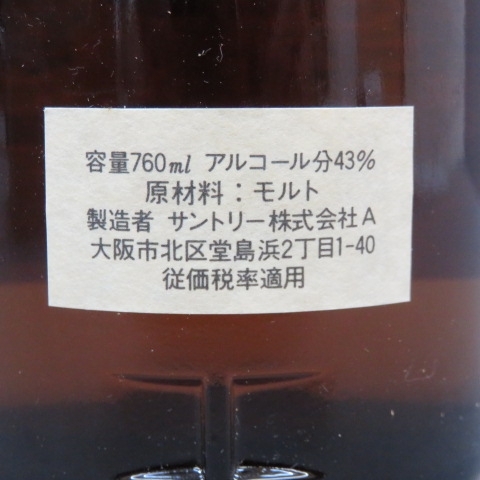 容量760ml アルコール分43%
原材料：モルト
製造者 サントリー株式会社A
大阪市北区堂島浜2丁目1-40
従価税率適用